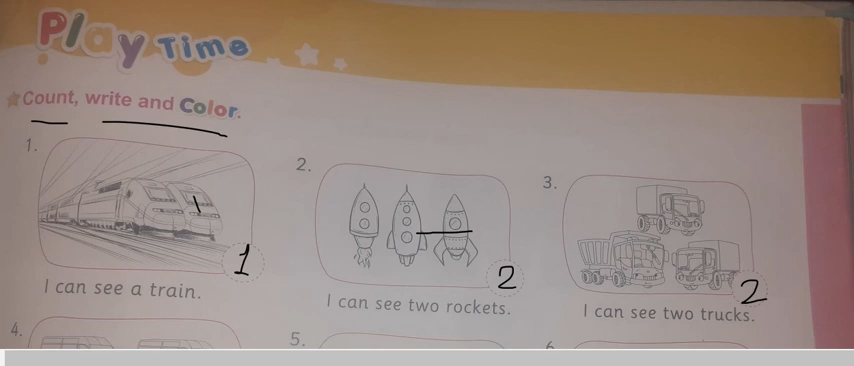 Play Time
Count, write and Color.
1.
2.
3.
1
2
2
I can see a train.
I can see two rockets.
I can see two trucks.
4.
5.